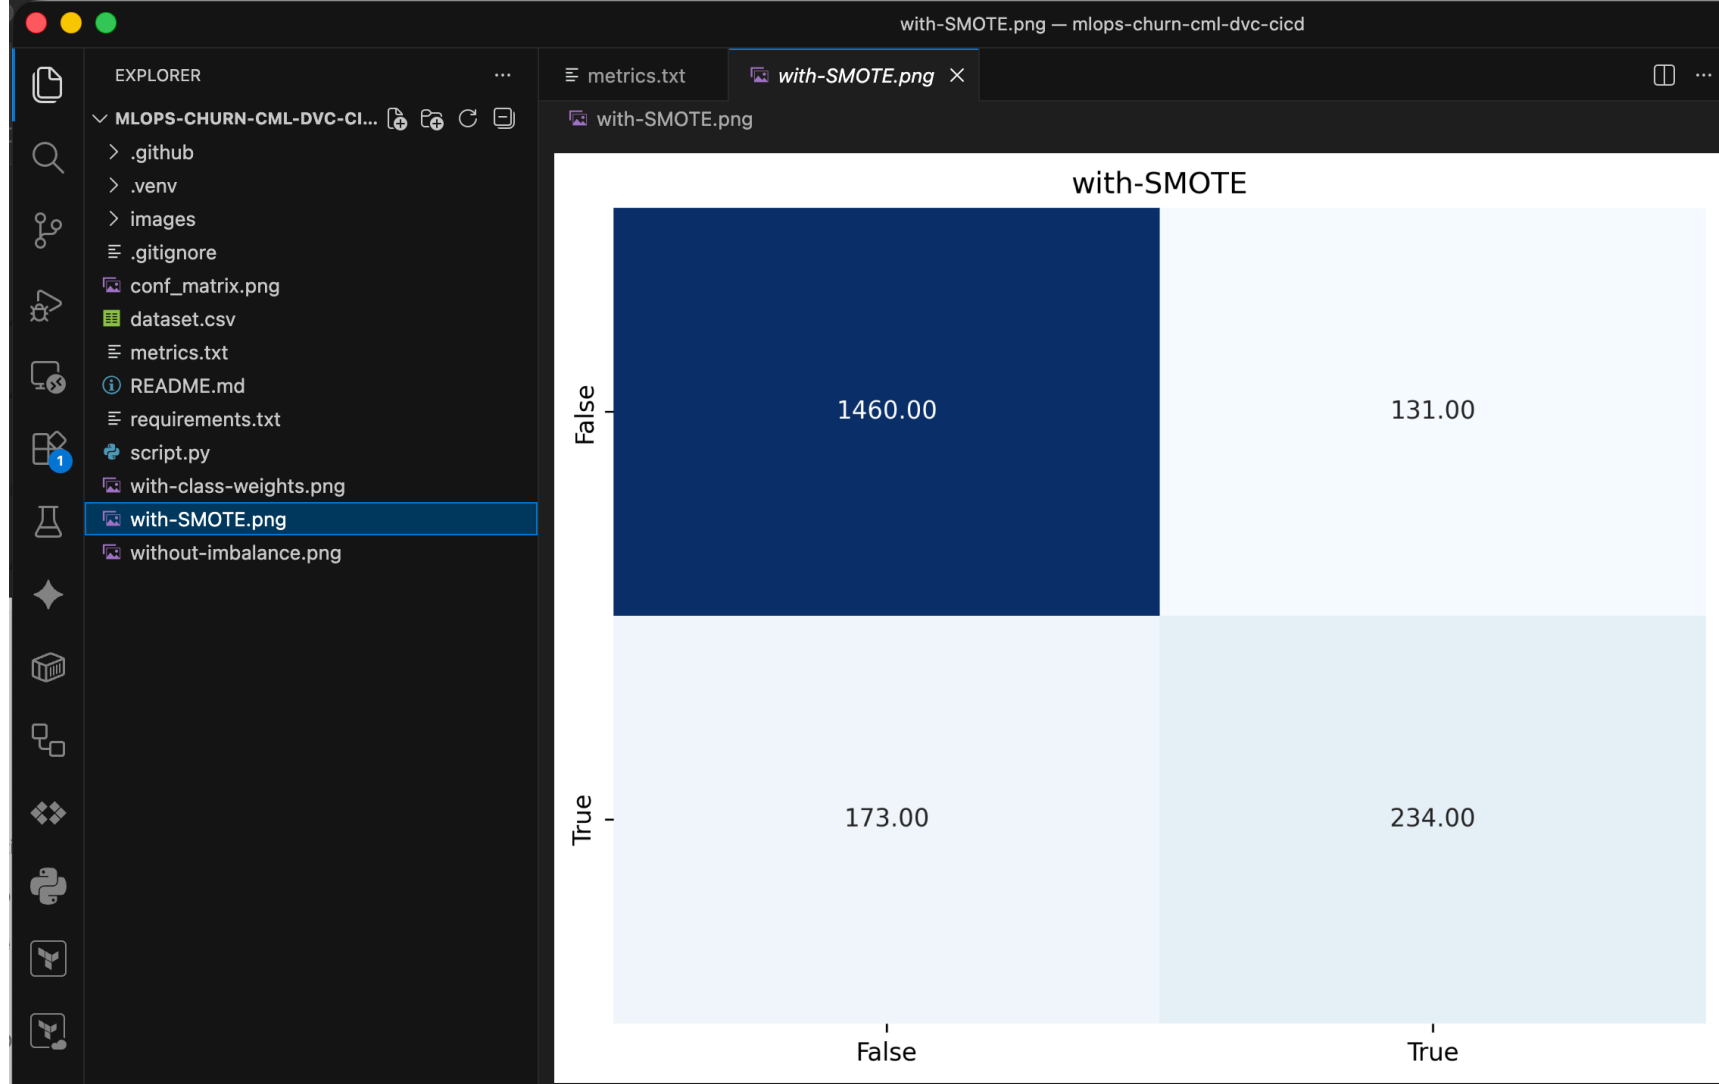 with-SMOTE.png — mlops-churn-cml-dvc-cicd
EXPLORER
MLOPS-CHURN-CML-DVC-CI...
.github
.venv
images
.gitignore
conf_matrix.png
dataset.csv
metrics.txt
README.md
requirements.txt
script.py
with-class-weights.png
with-SMOTE.png
without-imbalance.png
1
metrics.txt
with-SMOTE.png
with-SMOTE.png
with-SMOTE
False
1460.00
131.00
True
173.00
234.00
False
True